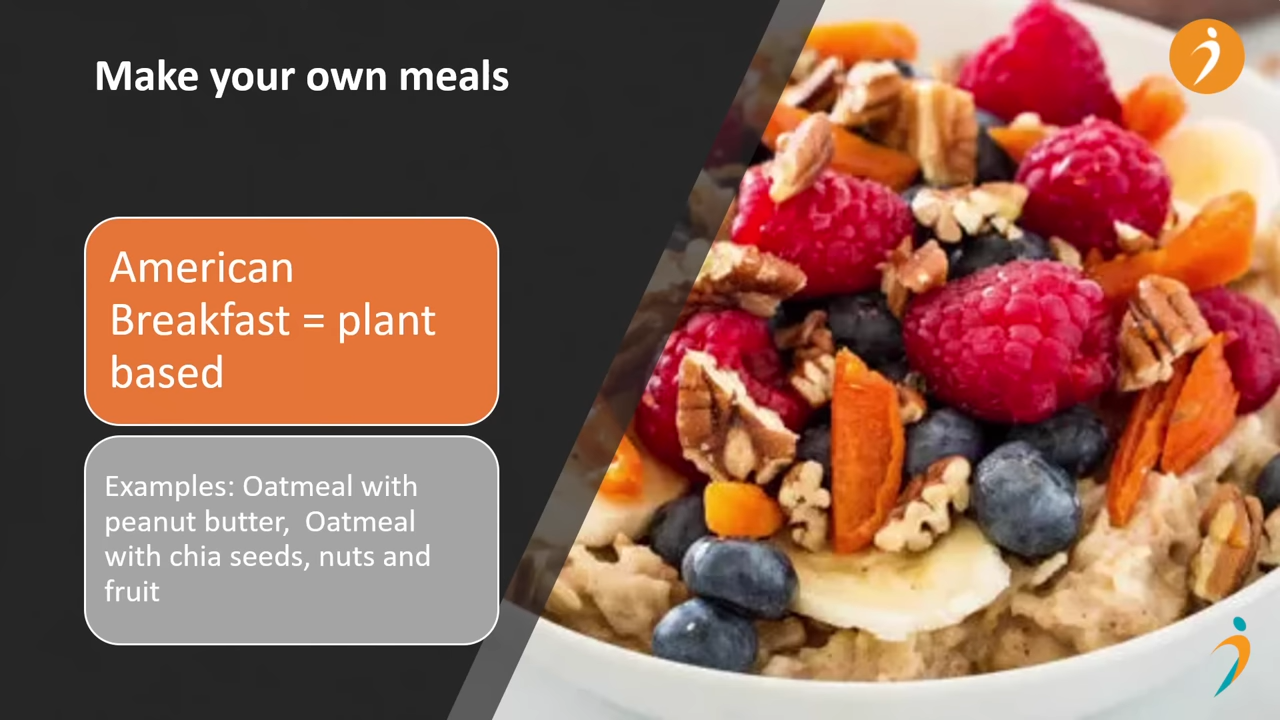 Make your own meals
American
Breakfast = plant
based
Examples: Oatmeal with
peanut butter,  Oatmeal
with chia seeds, nuts and
fruit